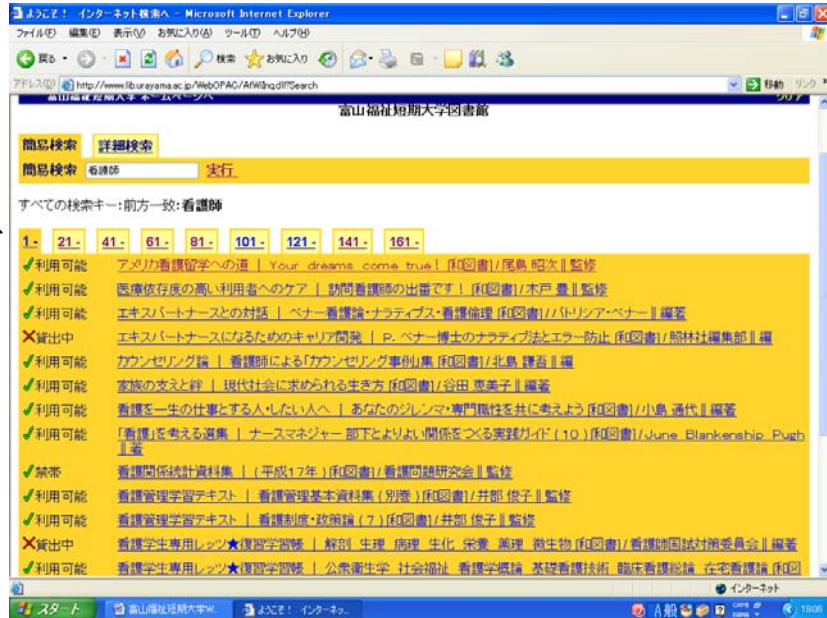 ようこそ！ インターネット検索へ - Microsoft Internet Explorer
ファイル(F) 編集(E) 表示(V) お気に入り(A) ツール(T) ヘルプ(H)
戻る 検索 お気に入り
アドレス(D) http://www.lib.urayama.ac.jp/WebOPAC/AfWIInq.dll?Search 移動 リンク
富山福祉短期大学 ホームページへ クリア
富山福祉短期大学図書館
簡易検索 詳細検索
簡易検索 看護師 実行
すべての検索キー:前方一致:看護師
1- 21- 41- 61- 81- 101- 121- 141- 161-
利用可能 アメリカ看護留学への道 | Your dreams come true! [和図書]/尾島 昭次‖監修
利用可能 医療依存度の高い利用者へのケア | 訪問看護師の出番です! [和図書]/木戸 豊‖監修
利用可能 エキスパートナースとの対話 | ベナー看護論・ナラティブス・看護倫理 [和図書]/パトリシア・ベナー‖編著
貸出中 エキスパートナースになるためのキャリア開発 | P. ベナー博士のナラティブ法とエラー防止 [和図書]/照林社編集部‖編
利用可能 カウンセリング論 | 看護師による「カウンセリング事例」集 [和図書]/北島 謙吾‖編
利用可能 家族の支えと絆 | 現代社会に求められる生き方 [和図書]/谷田 恵美子‖編著
利用可能 看護を一生の仕事とする人・したい人へ | あなたのジレンマ・専門職性を共に考えよう [和図書]/小島 通代‖編著
利用可能 「看護」を考える選集 | ナースマネジャー 部下とよりよい関係をつくる実践ガイド (10) [和図書]/June Blankenship Pugh
‖著
禁帯 看護関係統計資料集 | (平成17年) [和図書]/看護問題研究会‖監修
利用可能 看護管理学習テキスト | 看護管理基本資料集 (別巻) [和図書]/井部 俊子‖監修
利用可能 看護管理学習テキスト | 看護制度・政策論 (7) [和図書]/井部 俊子‖監修
貸出中 看護学生専用レッツ★復習学習帳 | 解剖 生理 病理 生化 栄養 薬理 微生物 [和図書]/看護師国試対策委員会‖編著
利用可能 看護学生専用レッツ★復習学習帳 | 公衆衛生学 社会福祉 看護学概論 基礎看護技術 臨床看護総論 在宅看護論 [和図
インターネット
スタート 富山福祉短期大学W... ようこそ！ インターネ... A 般 CAPS KANA 18:06